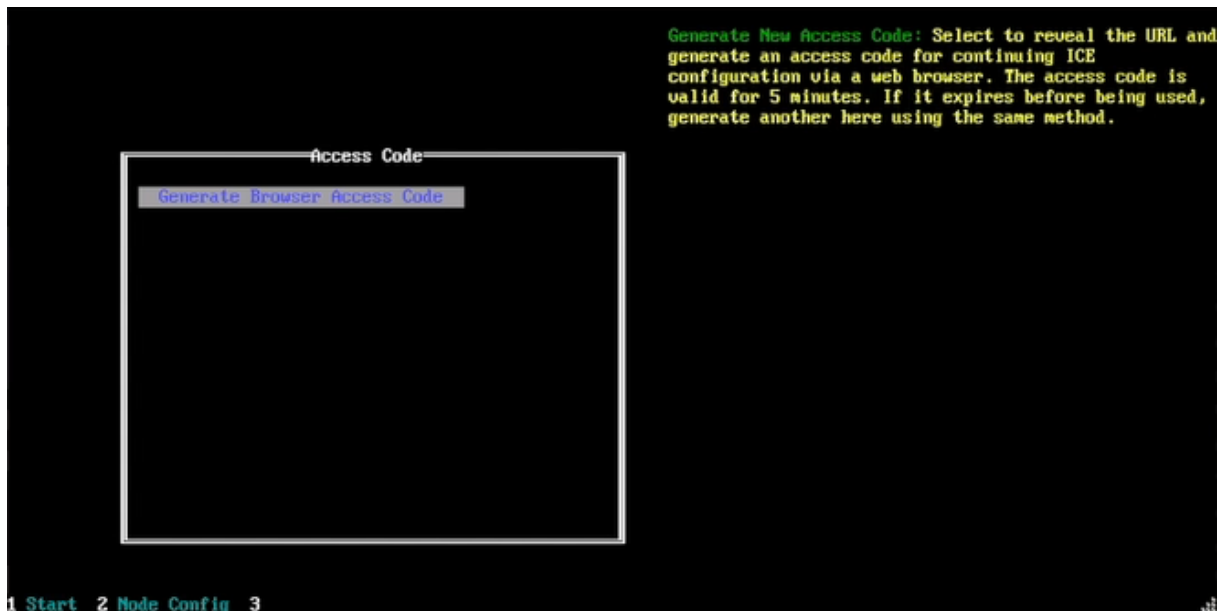 Generate New Access Code: Select to reveal the URL and
generate an access code for continuing ICE
configuration via a web browser. The access code is
valid for 5 minutes. If it expires before being used,
generate another here using the same method.
Access Code
Generate Browser Access Code
1 Start 2 Node Config 3